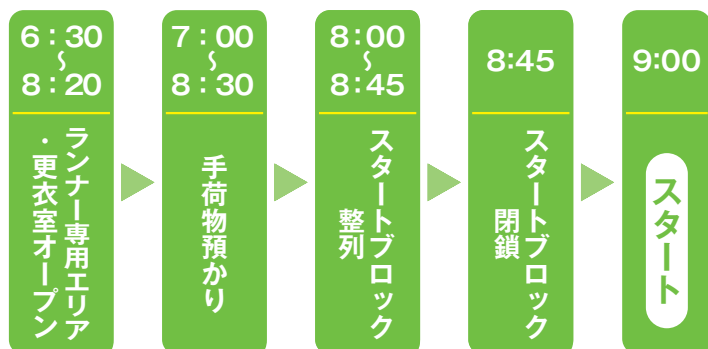 6：30
〜
8：20
ランナー専用エリア
・更衣室オープン
7：00
〜
8：30
手荷物預かり
8：00
〜
8：45
スタートブロック
整列
8:45
スタートブロック
閉鎖
9:00
スタート